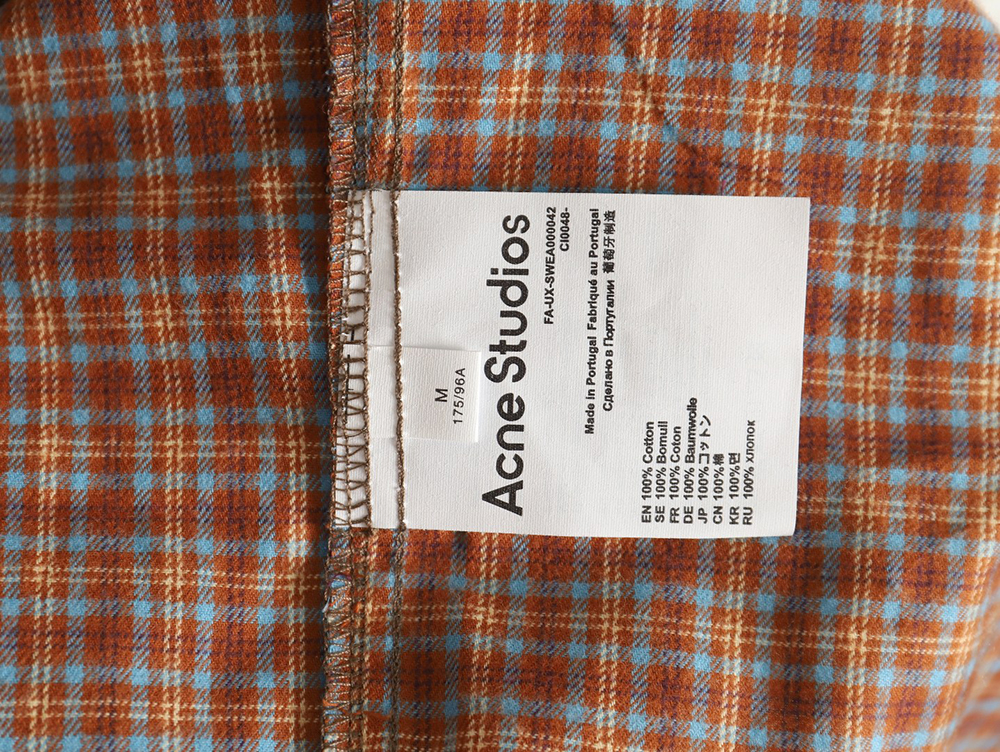 M
175/96A
Acne Studios
FA-UX-SWEA000042
CI0048-
Made in Portugal Fabriqué au Portugal
Сделано в Португалии 葡萄牙制造
EN 100% Cotton
SE 100% Bomull
FR 100% Coton
DE 100% Baumwolle
JP 100%コットン
CN 100%棉
KR 100%면
RU 100% хлопок